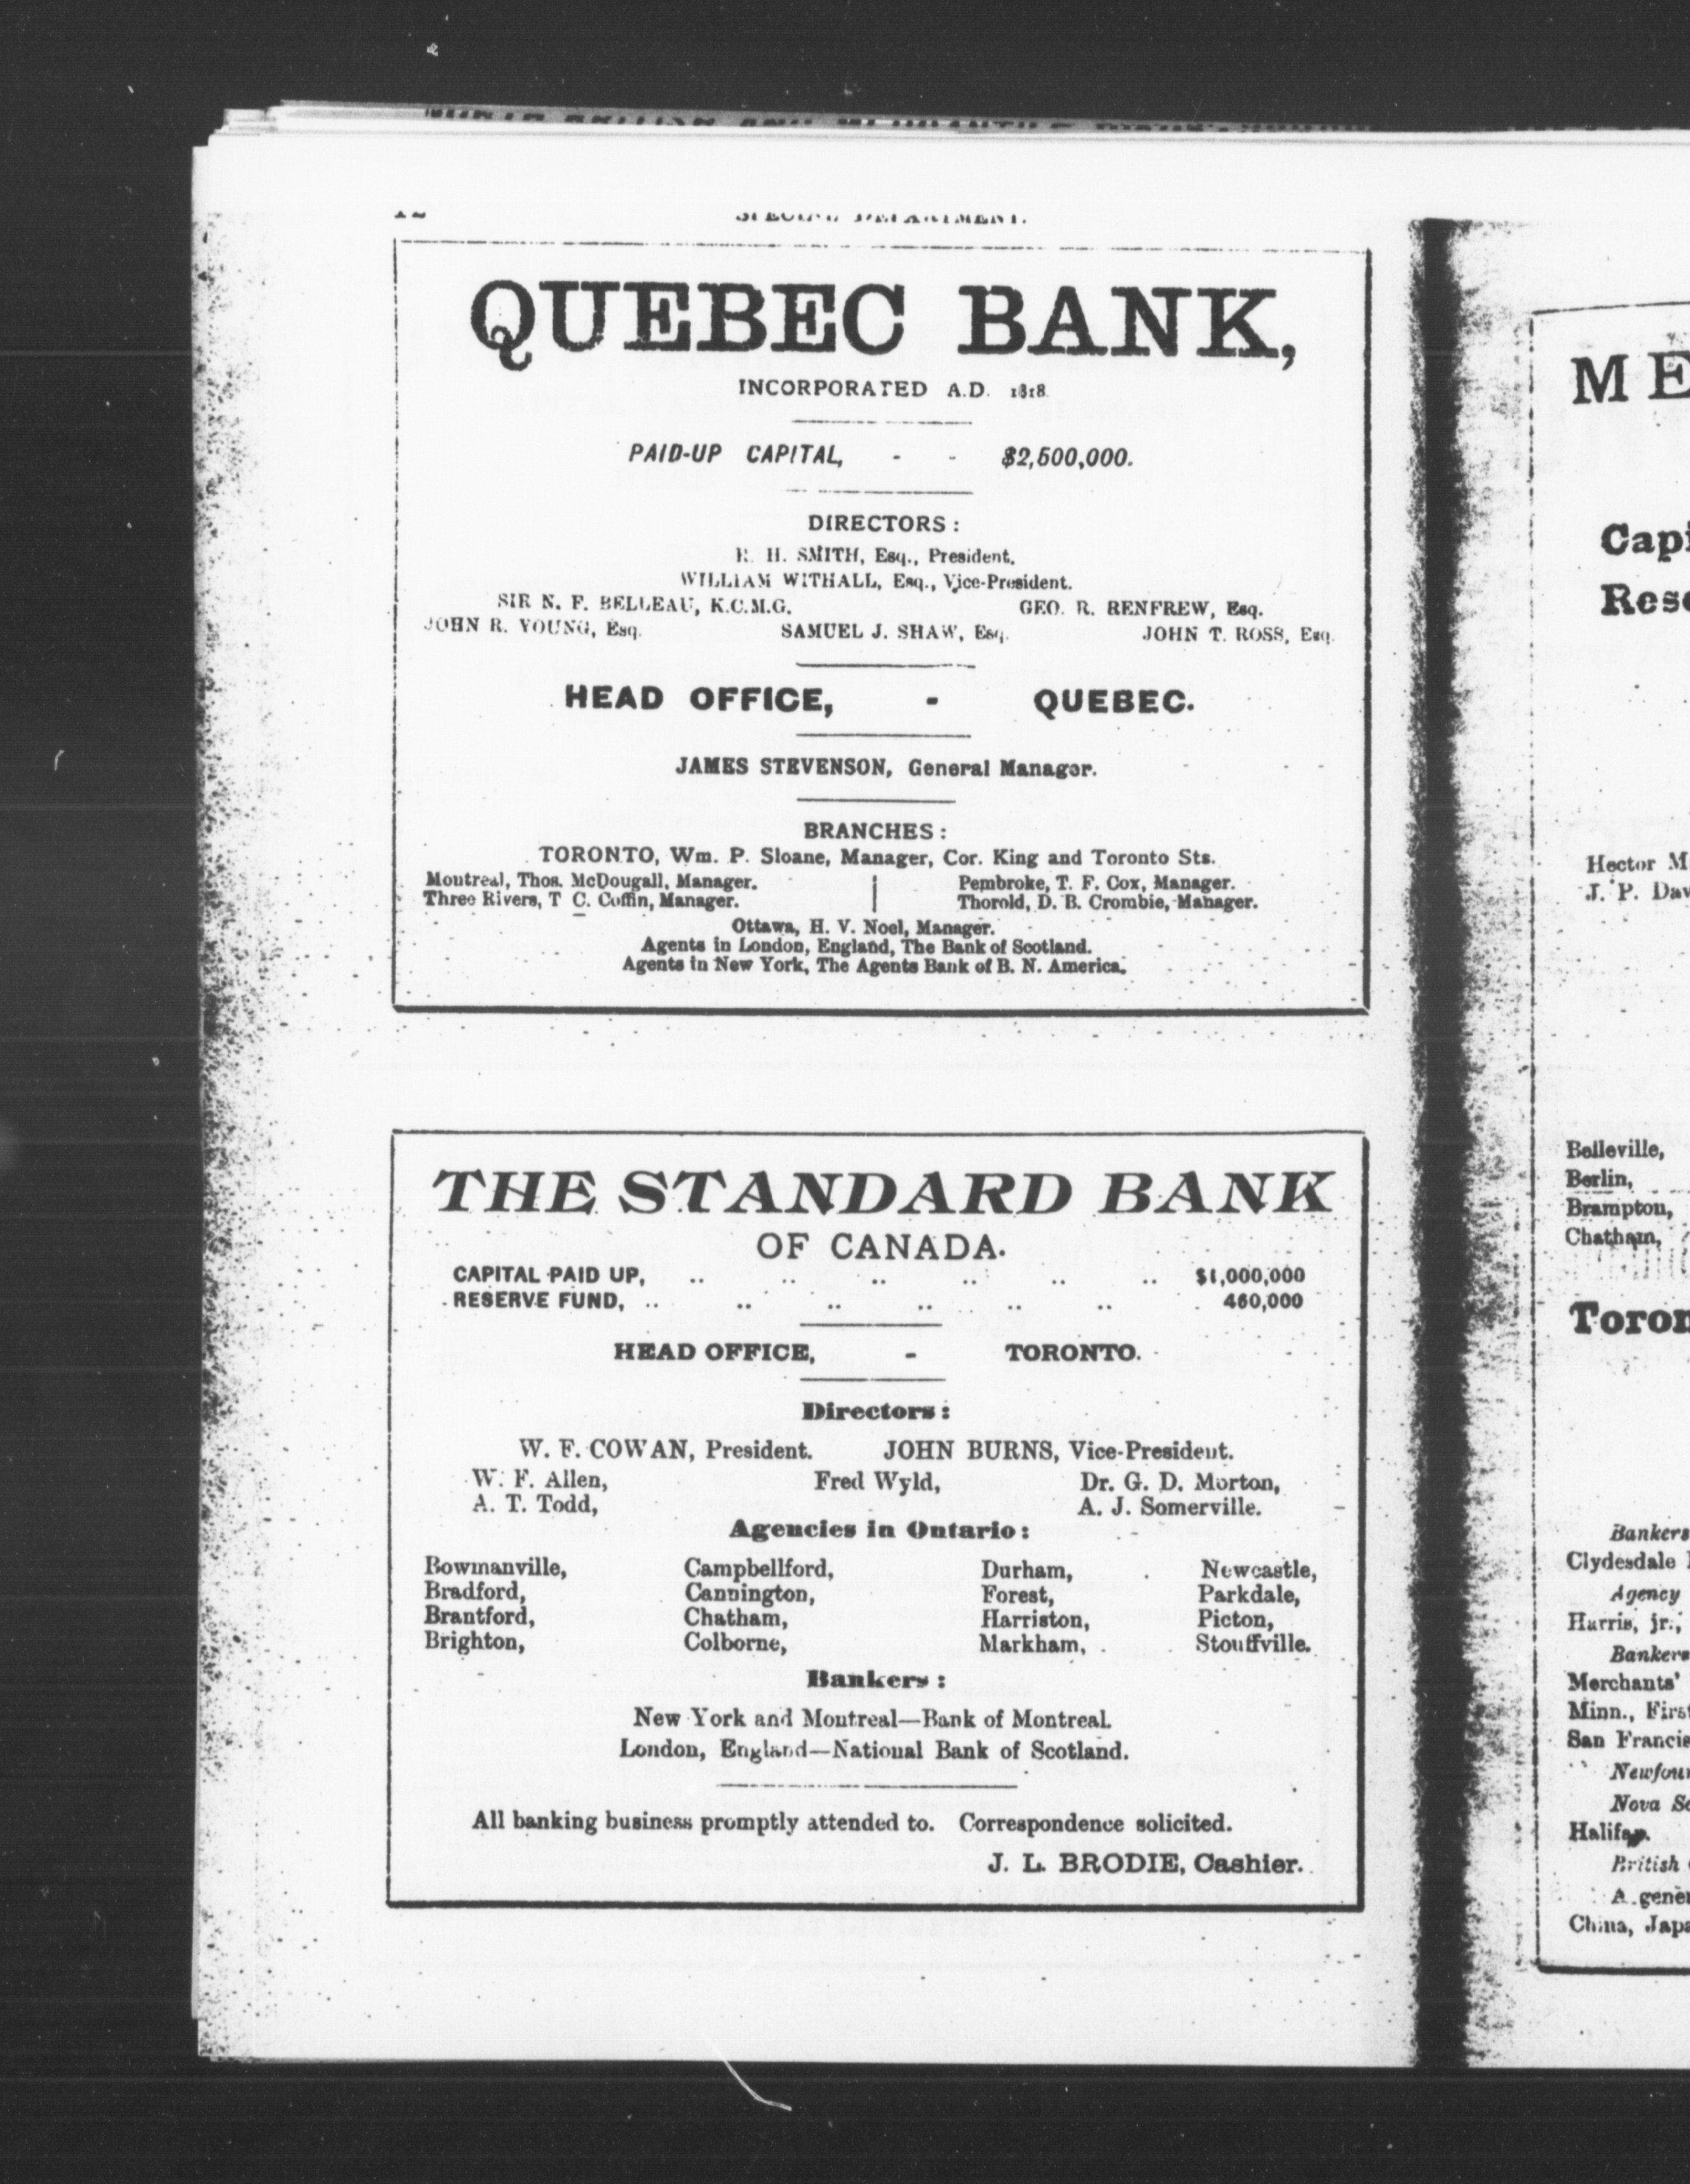 SPECIAL DEPARTMENT.
QUEBEC BANK,
INCORPORATED A.D. 1818.
PAID-UP CAPITAL, - - $2,500,000.
DIRECTORS:
R. H. SMITH, Esq., President.
WILLIAM WITHALL, Esq., Vice-President.
SIR N. F. BELLEAU, K.C.M.G. GEO. R. RENFREW, Esq.
JOHN R. YOUNG, Esq. SAMUEL J. SHAW, Esq. JOHN T. ROSS, Esq.
HEAD OFFICE, - QUEBEC.
JAMES STEVENSON, General Manager.
BRANCHES:
TORONTO, Wm. P. Sloane, Manager, Cor. King and Toronto Sts.
Montreal, Thos. McDougall, Manager. Pembroke, T. F. Cox, Manager.
Three Rivers, T C. Coffin, Manager. Thorold, D. B. Crombie, Manager.
Ottawa, H. V. Noel, Manager.
Agents in London, England, The Bank of Scotland.
Agents in New York, The Agents Bank of B. N. America.
THE STANDARD BANK
OF CANADA.
CAPITAL PAID UP, .. .. .. .. .. .. $1,000,000
RESERVE FUND, .. .. .. .. .. .. 460,000
HEAD OFFICE, - TORONTO.
Directors:
W. F. COWAN, President. JOHN BURNS, Vice-President.
W. F. Allen, Fred Wyld, Dr. G. D. Morton,
A. T. Todd, A. J. Somerville.
Agencies in Ontario:
Bowmanville, Campbellford, Durham, Newcastle,
Bradford, Cannington, Forest, Parkdale,
Brantford, Chatham, Harriston, Picton,
Brighton, Colborne, Markham, Stouffville.
Bankers:
New York and Montreal—Bank of Montreal.
London, England—National Bank of Scotland.
All banking business promptly attended to. Correspondence solicited.
J. L. BRODIE, Cashier.
ME
Capi
Rese
Hector M
J. P. Dav
Belleville,
Berlin,
Brampton,
Chatham,
Toron
Bankers
Clydesdale
Agency
Harris, jr.,
Bankers
Merchants'
Minn., First
San Francis
Newfoun
Nova Sc
Halifax.
British
A gener
China, Japa